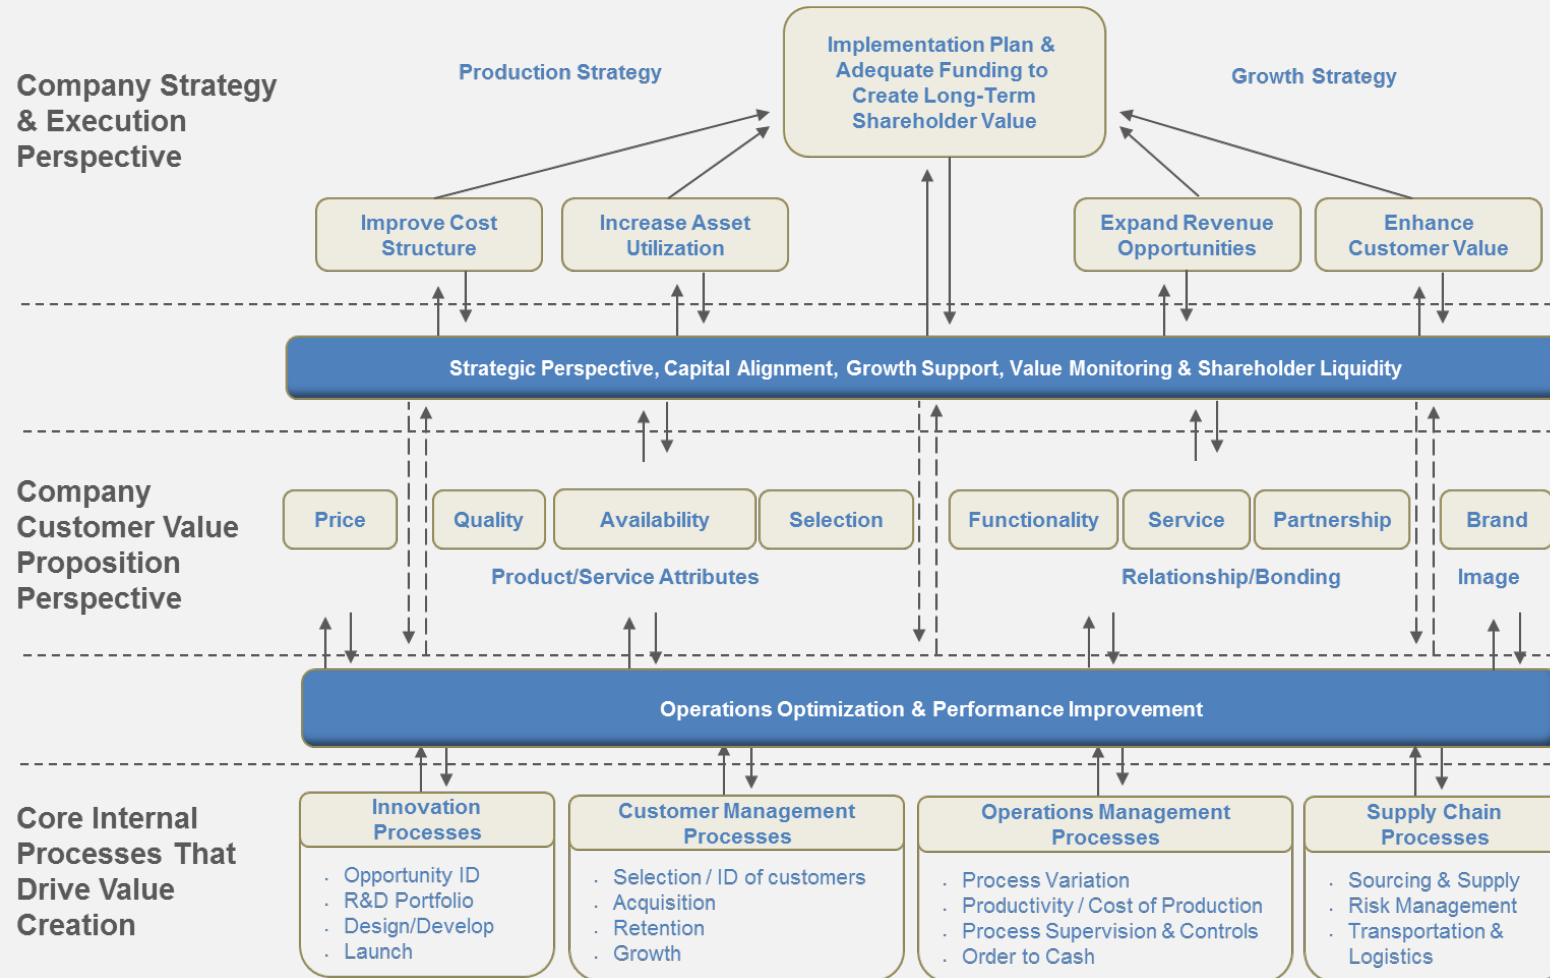 Company Strategy
& Execution
Perspective
Production Strategy
Implementation Plan &
Adequate Funding to
Create Long-Term
Shareholder Value
Growth Strategy
Improve Cost
Structure
Increase Asset
Utilization
Expand Revenue
Opportunities
Enhance
Customer Value
Strategic Perspective, Capital Alignment, Growth Support, Value Monitoring & Shareholder Liquidity
Company
Customer Value
Proposition
Perspective
Price
Quality
Availability
Selection
Functionality
Service
Partnership
Brand
Product/Service Attributes
Relationship/Bonding
Image
Operations Optimization & Performance Improvement
Core Internal
Processes That
Drive Value
Creation
Innovation
Processes
· Opportunity ID
· R&D Portfolio
· Design/Develop
· Launch
Customer Management
Processes
· Selection / ID of customers
· Acquisition
· Retention
· Growth
Operations Management
Processes
· Process Variation
· Productivity / Cost of Production
· Process Supervision & Controls
· Order to Cash
Supply Chain
Processes
· Sourcing & Supply
· Risk Management
· Transportation &
Logistics